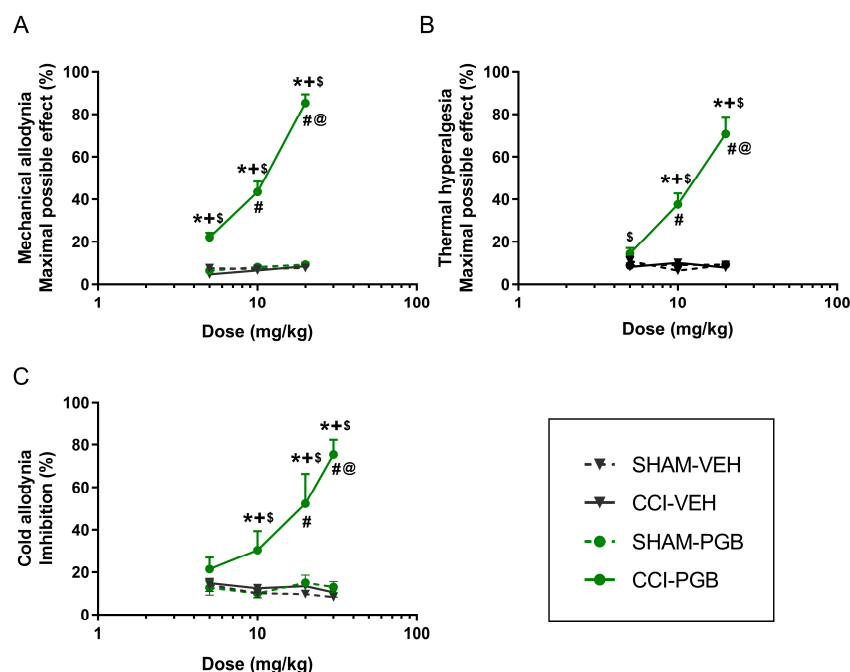 A
Mechanical allodynia
Maximal possible effect (%)
100
80
60
40
20
0
*+$
*+$
*+$
#
#@
1
10
100
Dose (mg/kg)
B
Thermal hyperalgesia
Maximal possible effect (%)
100
80
60
40
20
0
$
*+$
*+$
#
#@
1
10
100
Dose (mg/kg)
C
Cold allodynia
Imhibition (%)
100
80
60
40
20
0
*+$
*+$
*+$
#
#@
1
10
100
Dose (mg/kg)
SHAM-VEH
CCI-VEH
SHAM-PGB
CCI-PGB